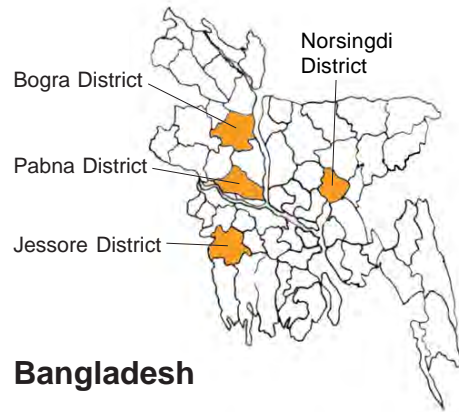 Norsingdi
District
Bogra District
Pabna District
Jessore District
Bangladesh